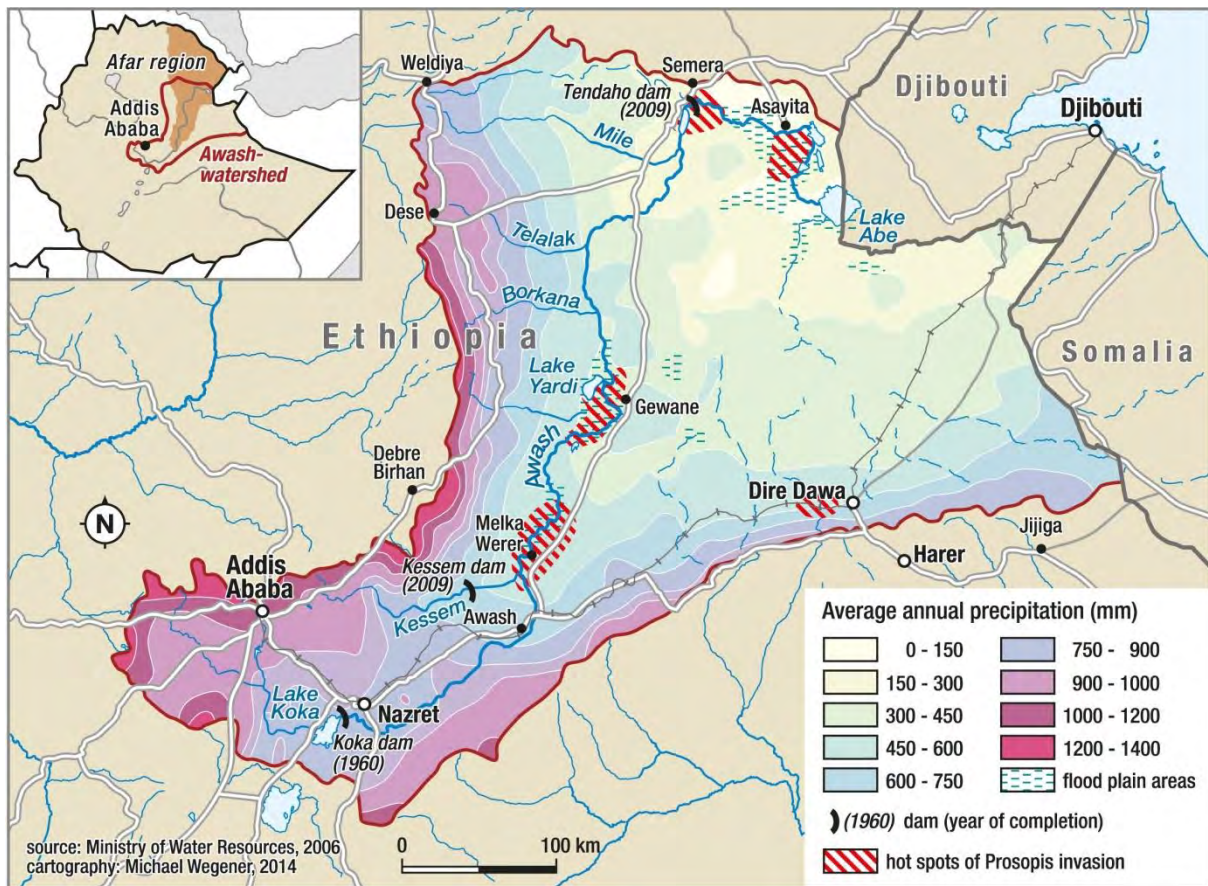 Afar region
Addis
Ababa
Awash-
watershed
Weldiya
Semera
Tendaho dam
(2009)
Asayita
Djibouti
Djibouti
Mile
Dese
Telalak
Lake
Abe
Borkana
Ethiopia
Somalia
Lake
Yardi
Gewane
Awash
Debre
Birhan
N
Melka
Werer
Dire Dawa
Jijiga
Harer
Addis
Ababa
Kessem dam
(2009)
Kessem
Awash
Lake
Koka
Nazret
Koka dam
(1960)
Average annual precipitation (mm)
0 - 150
150 - 300
300 - 450
450 - 600
600 - 750
750 - 900
900 - 1000
1000 - 1200
1200 - 1400
flood plain areas
(1960) dam (year of completion)
hot spots of Prosopis invasion
source: Ministry of Water Resources, 2006
cartography: Michael Wegener, 2014
0 100 km